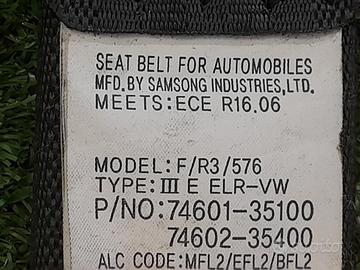 SEAT BELT FOR AUTOMOBILES
MFD. BY SAMSONG INDUSTRIES, LTD.
MEETS: ECE R16.06
MODEL: F/R3/576
TYPE: Ⅲ E ELR-VW
P/NO: 74601-35100
74602-35400
ALC CODE: MFL2/EFL2/BFL2